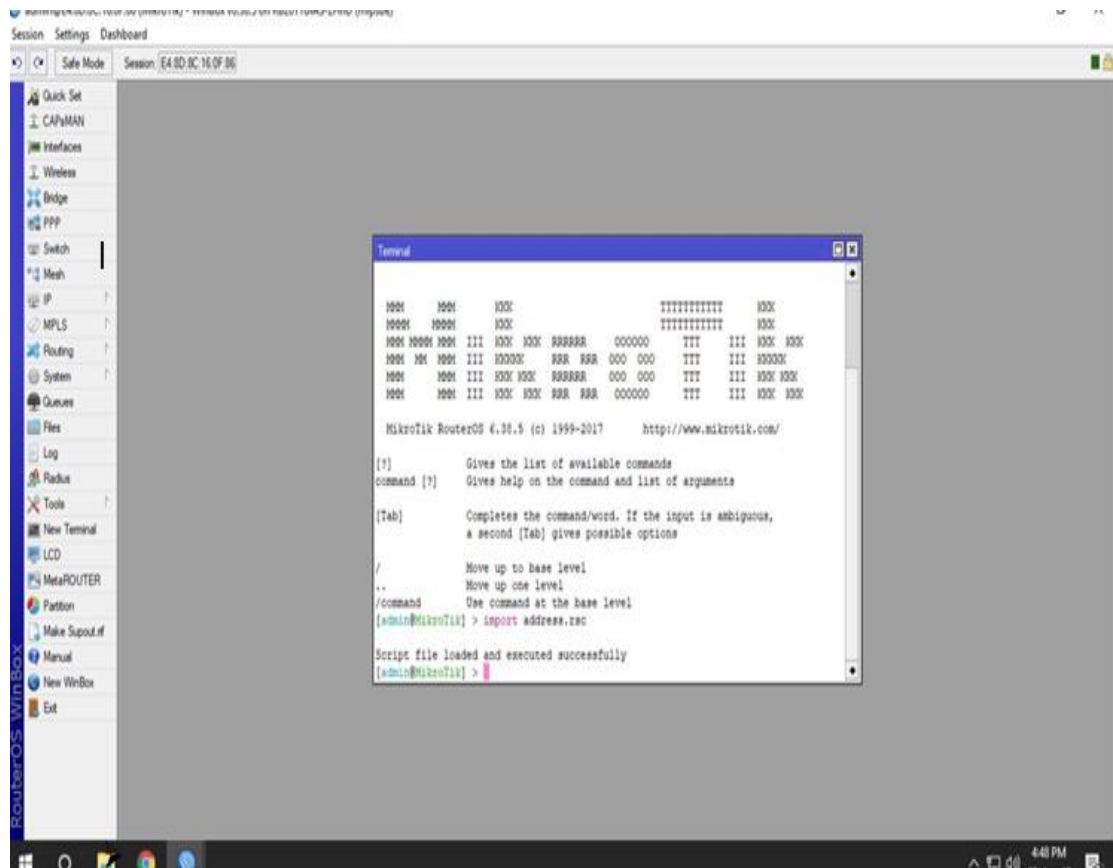 Session Settings Dashboard
Safe Mode Session: E4:8D:8C:16:0F:86
Quick Set
CAPsMAN
Interfaces
Wireless
Bridge
PPP
Switch
Mesh
IP
MPLS
Routing
System
Queues
Files
Log
Radius
Tools
New Terminal
LCD
MetaROUTER
Partition
Make Supout.rif
Manual
New WinBox
Exit
RouterOS WinBox
Terminal
MikroTik RouterOS 6.38.5 (c) 1999-2017 http://www.mikrotik.com/
[?] Gives the list of available commands
command [?] Gives help on the command and list of arguments
[Tab] Completes the command/word. If the input is ambiguous,
a second [Tab] gives possible options
/ Move up to base level
.. Move up one level
/command Use command at the base level
[admin@MikroTik] > import address.rsc
Script file loaded and executed successfully
[admin@MikroTik] >
4:48 PM